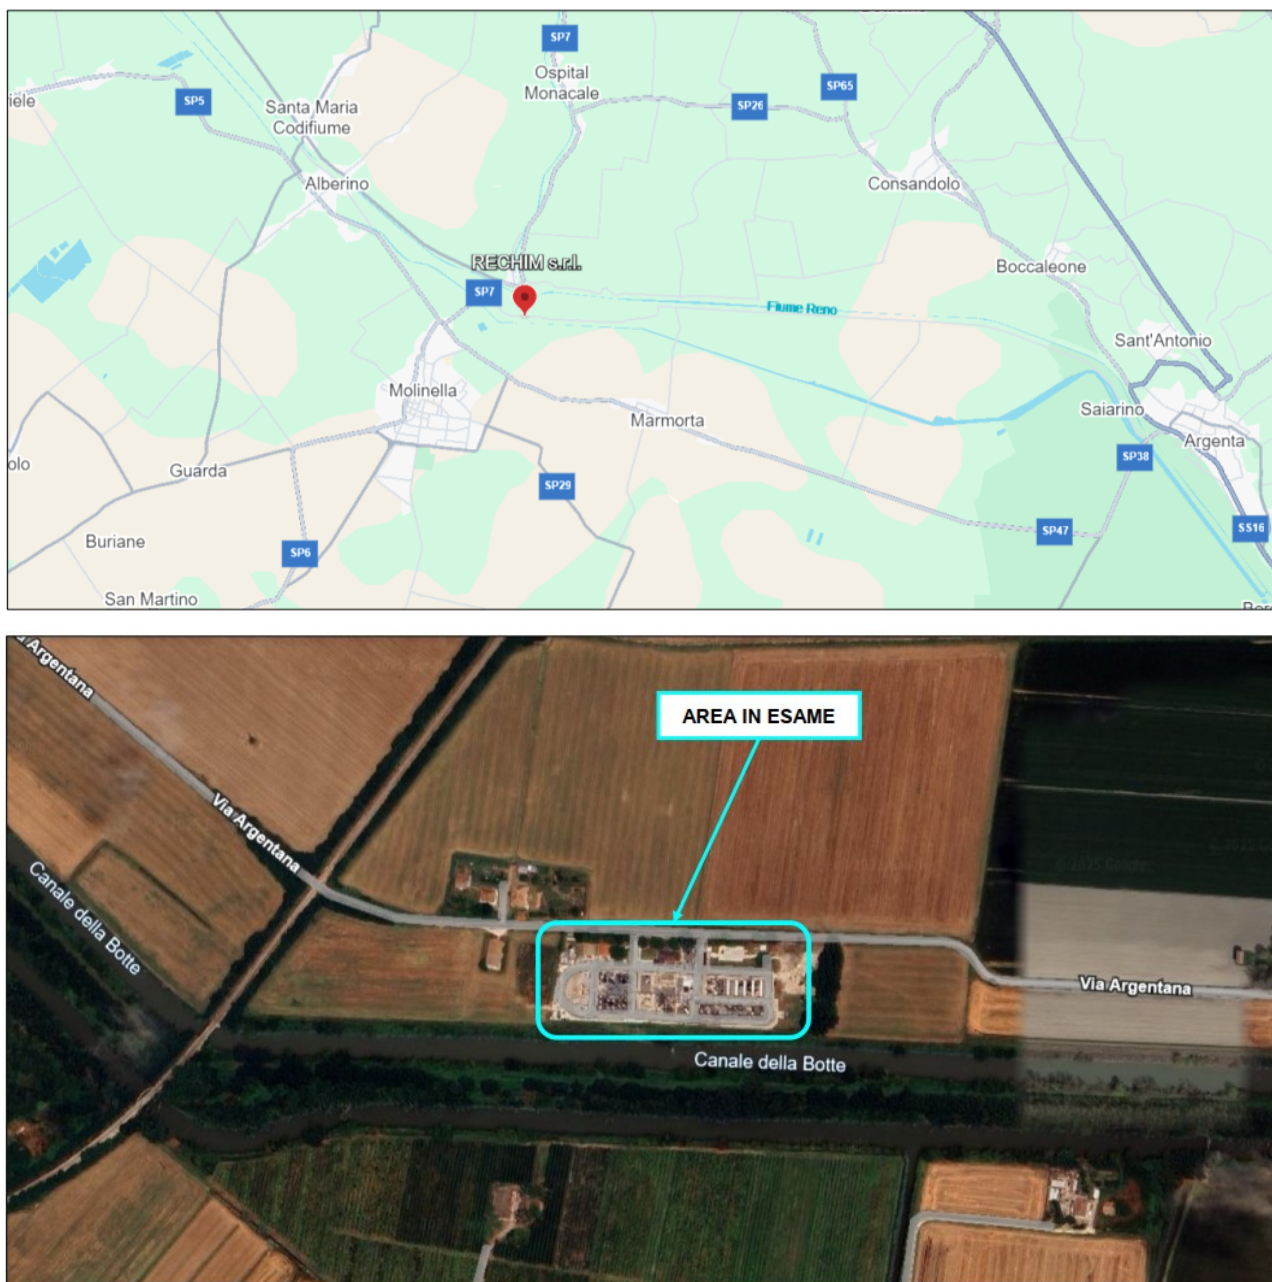 SP7
Ospital
Monacale
SP65
SP26
iele
SP5
Santa Maria
Codifiume
Alberino
Consandolo
RECHIM s.r.l.
SP7
Fiume Reno
Boccaleone
Sant'Antonio
Molinella
Marmorta
Saiarino
Argenta
olo
Guarda
SP29
SP38
SP47
SS16
Buriane
SP6
San Martino
Argentana
AREA IN ESAME
Via Argentana
Canale della Botte
Via Argentana
Canale della Botte